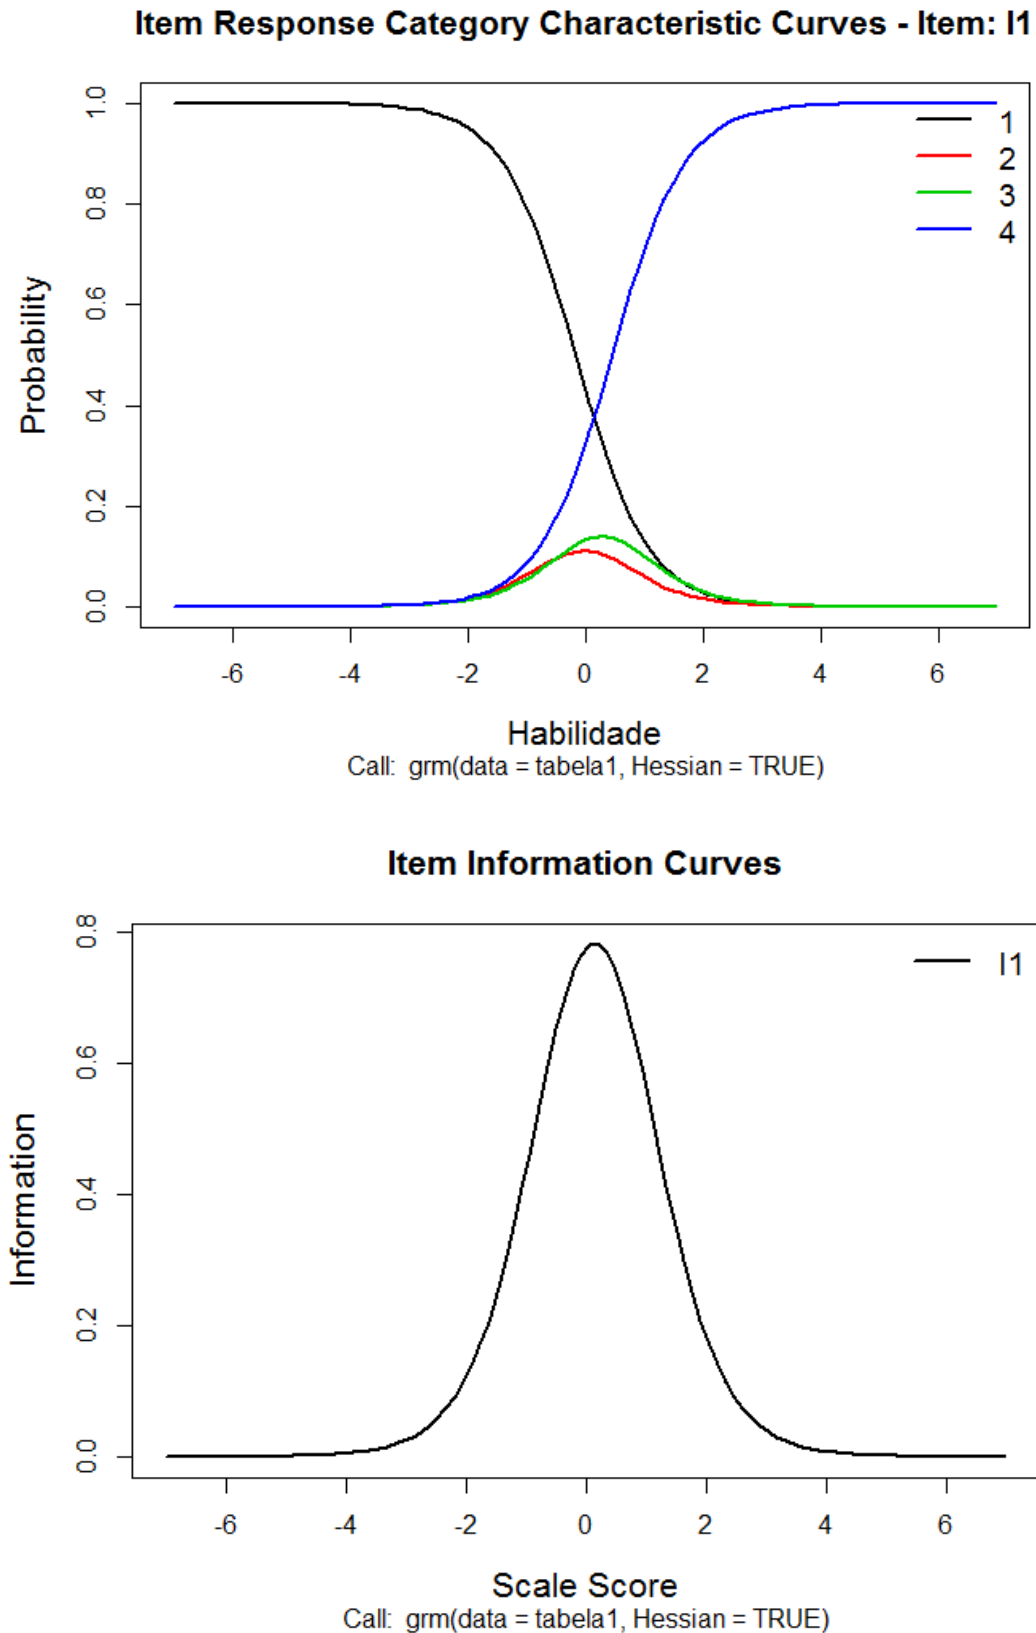 Item Response Category Characteristic Curves - Item: I1
1.0
0.8
0.6
0.4
0.2
0.0
Probability
1
2
3
4
-6 -4 -2 0 2 4 6
Habilidade
Call: grm(data = tabela1, Hessian = TRUE)
Item Information Curves
0.8
0.6
0.4
0.2
0.0
Information
I1
-6 -4 -2 0 2 4 6
Scale Score
Call: grm(data = tabela1, Hessian = TRUE)